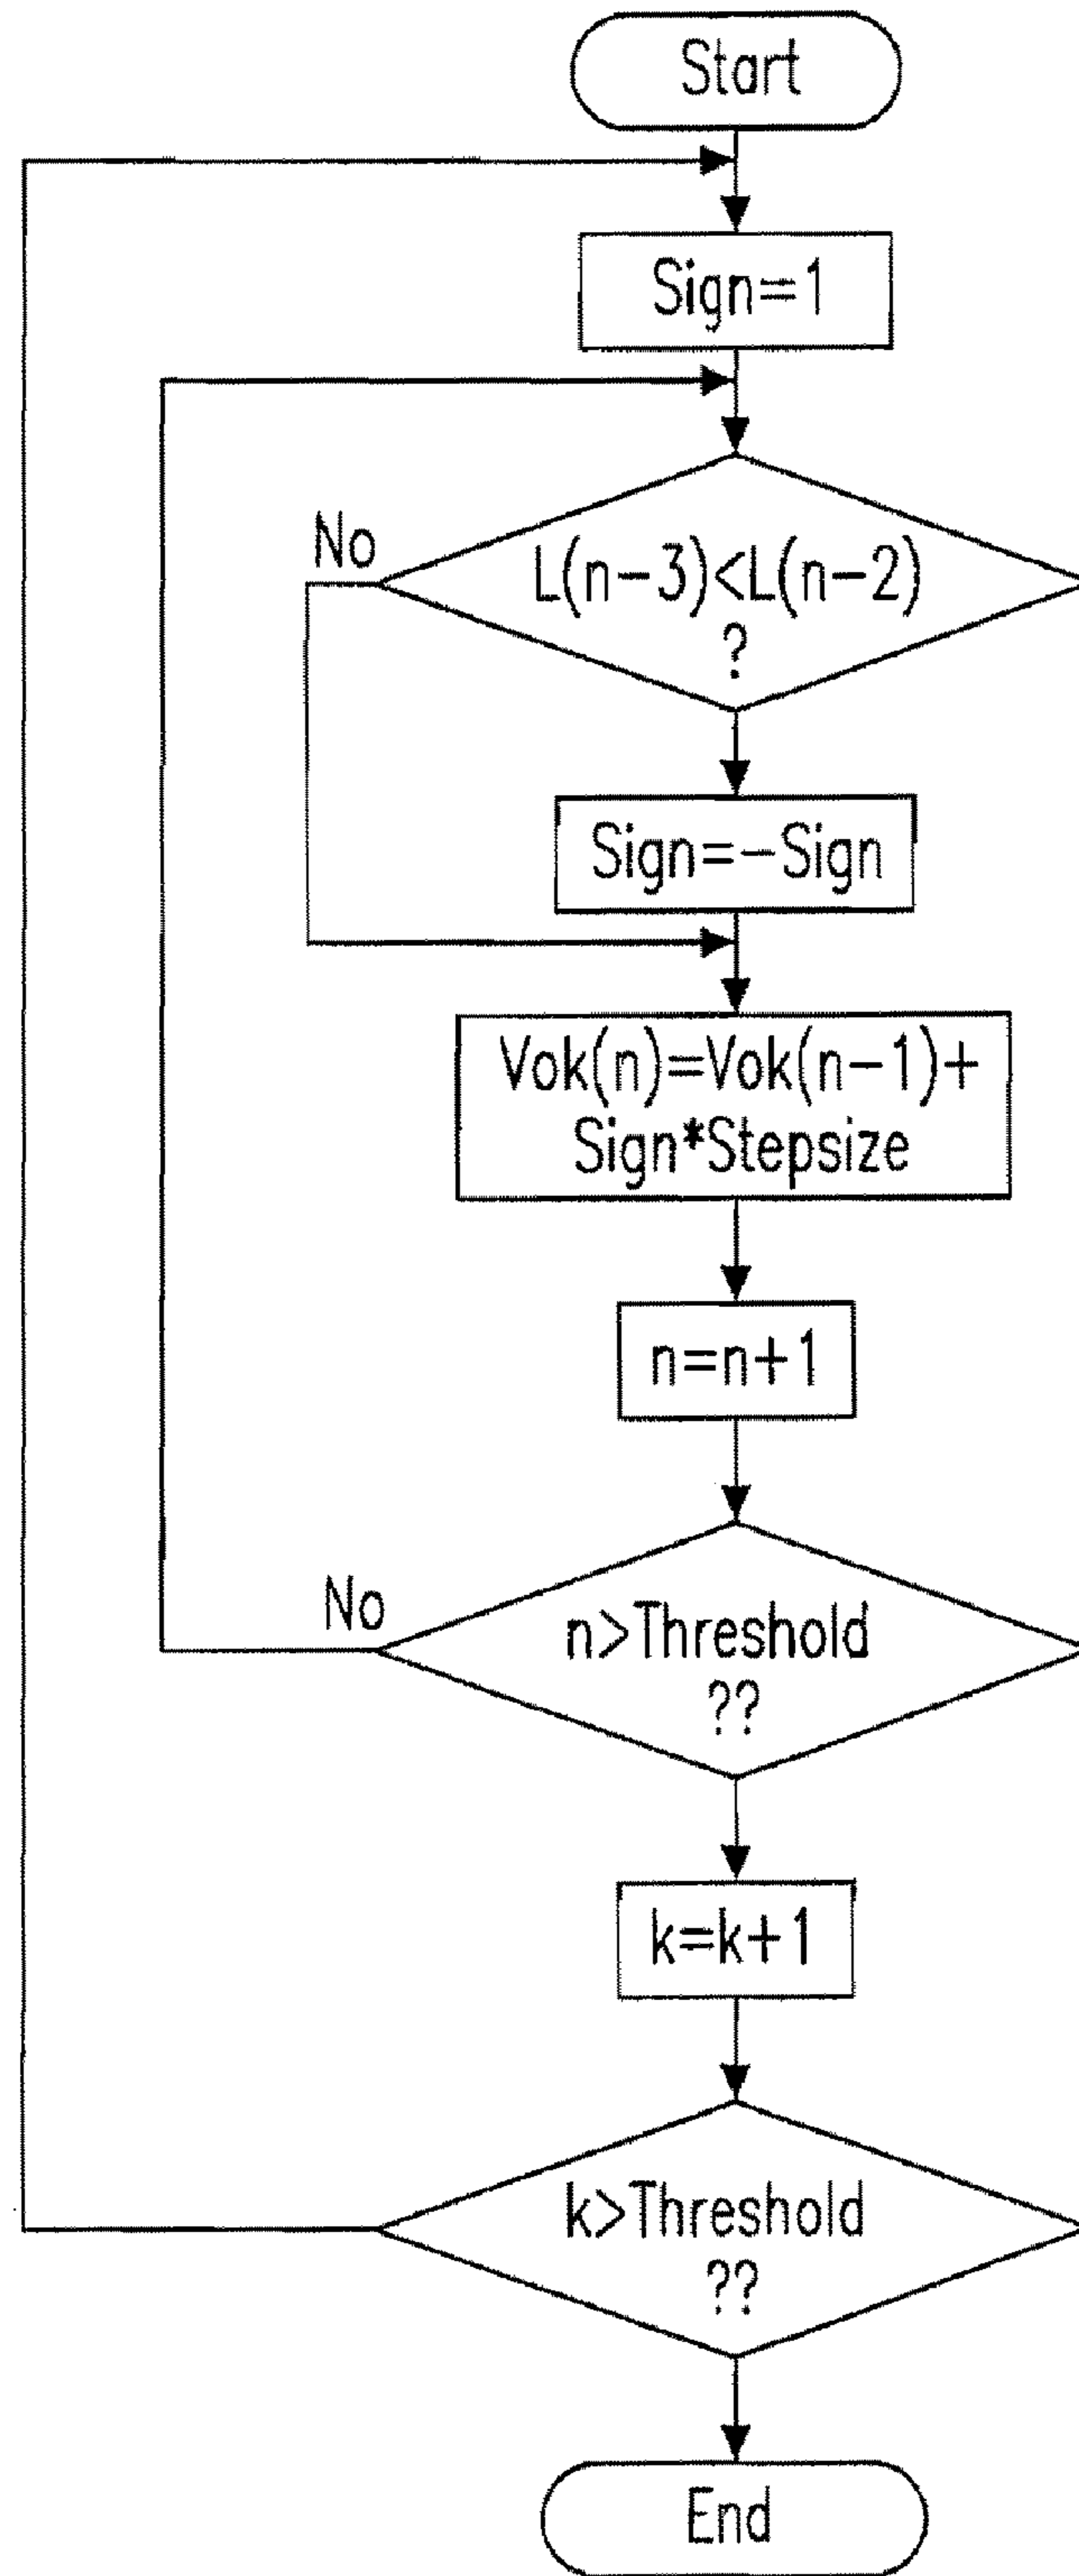 Start
Sign=1
No
L(n-3)<L(n-2)
?
Sign=-Sign
Vok(n)=Vok(n-1)+
Sign*Stepsize
n=n+1
No
n>Threshold
??
k=k+1
k>Threshold
??
End